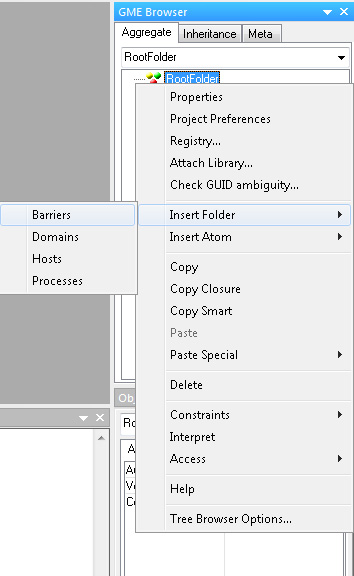 GME Browser
Aggregate Inheritance Meta
RootFolder
RootFolder
Properties
Project Preferences
Registry...
Attach Library...
Check GUID ambiguity...
Insert Folder
Insert Atom
Copy
Copy Closure
Copy Smart
Paste
Paste Special
Delete
Constraints
Interpret
Access
Help
Tree Browser Options...
Barriers
Domains
Hosts
Processes